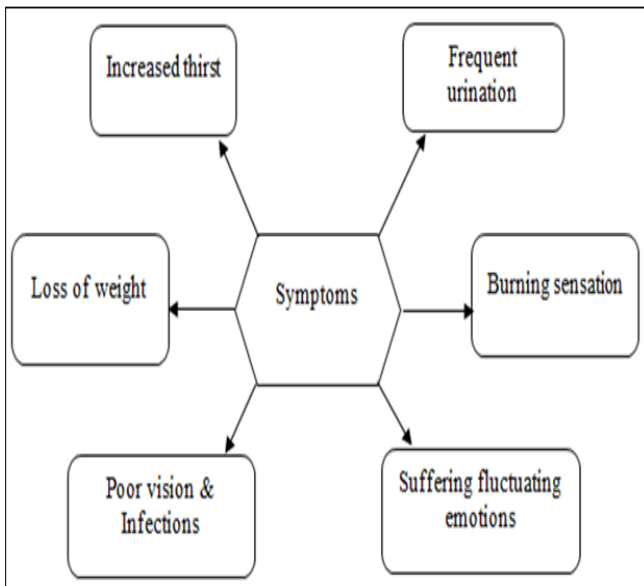 Increased thirst
Frequent
urination
Loss of weight
Symptoms
Burning sensation
Poor vision &
Infections
Suffering fluctuating
emotions